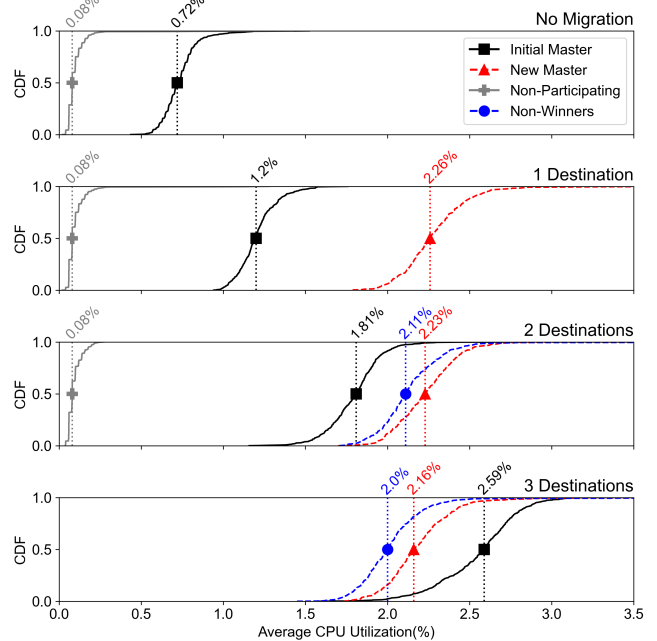 0.08%
0.72%
No Migration
1.0
0.5
0.0
CDF
Initial Master
New Master
Non-Participating
Non-Winners
0.08%
1.2%
2.26%
1 Destination
1.0
0.5
0.0
CDF
0.08%
1.81%
2.11%
2.23%
2 Destinations
1.0
0.5
0.0
CDF
2.0%
2.16%
2.59%
3 Destinations
1.0
0.5
0.0
CDF
0.0 0.5 1.0 1.5 2.0 2.5 3.0 3.5
Average CPU Utilization(%)